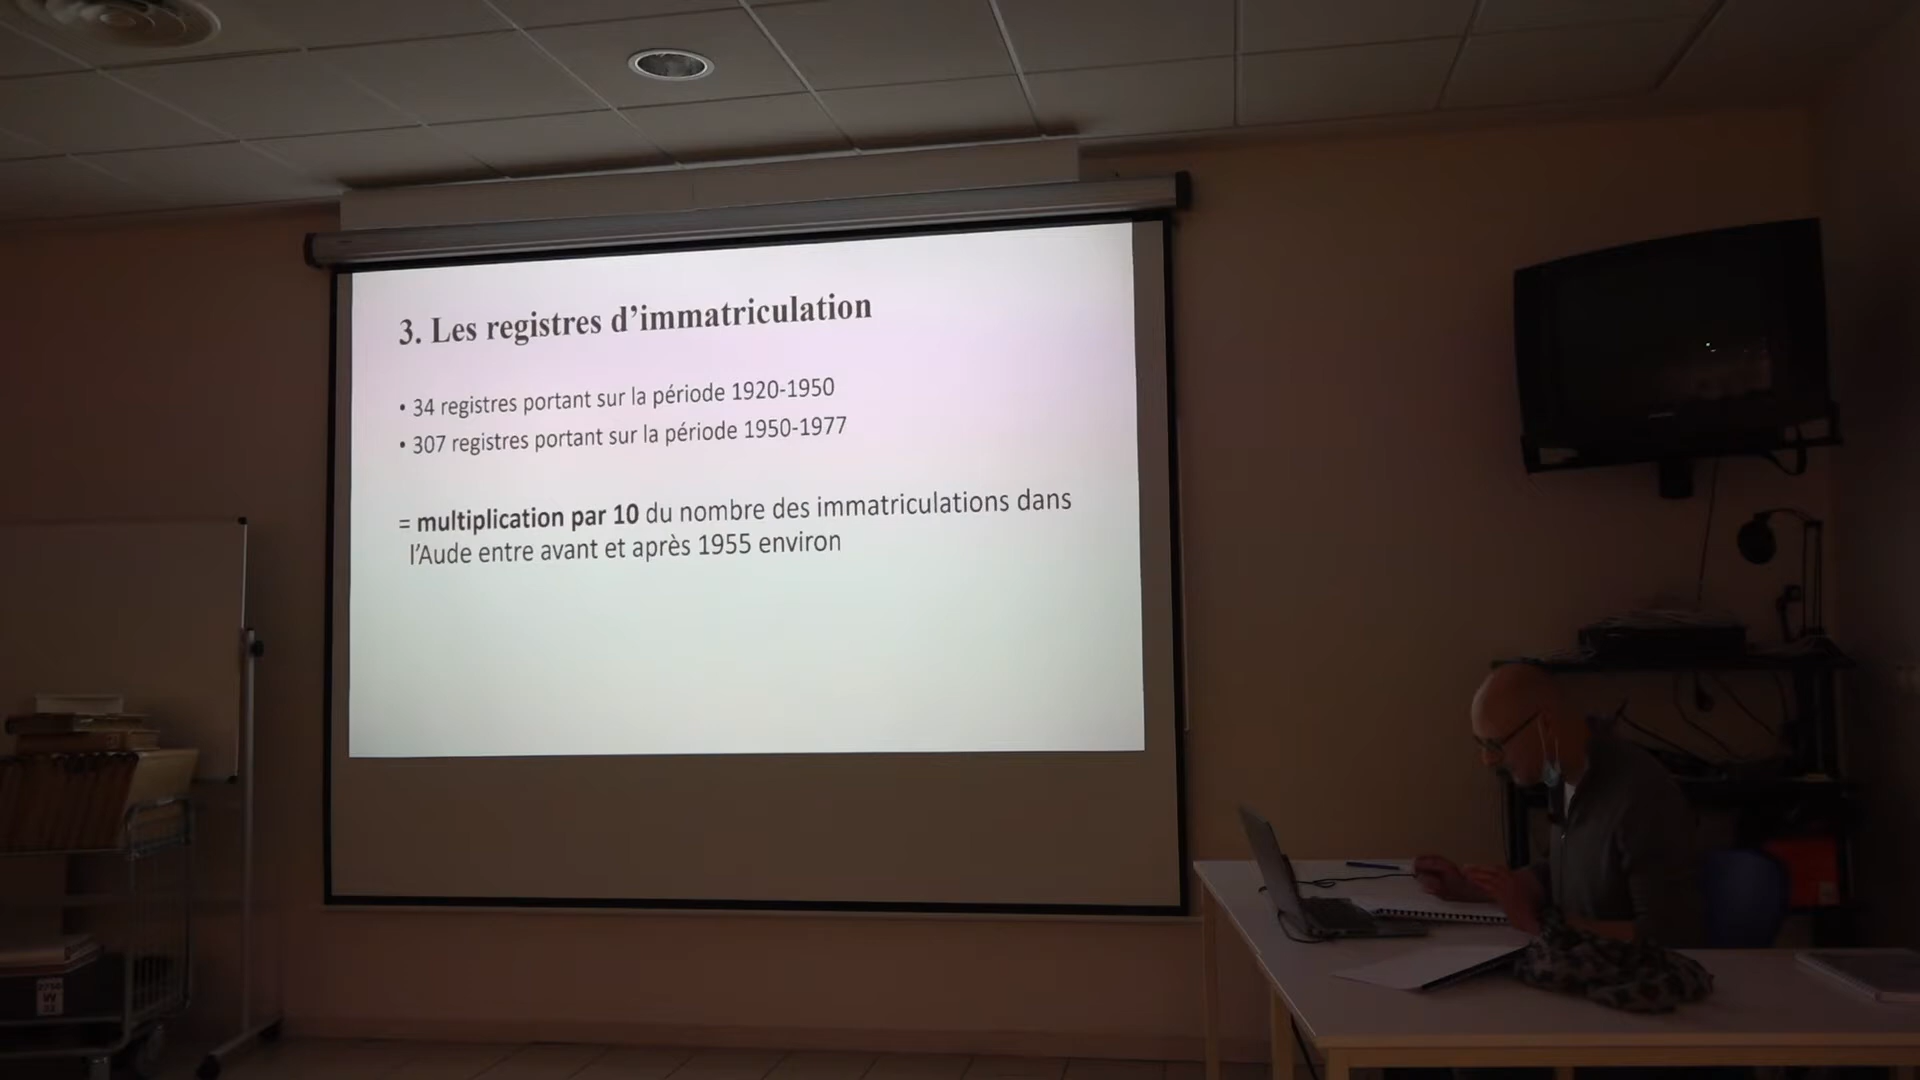 3. Les registres d’immatriculation
• 34 registres portant sur la période 1920-1950
• 307 registres portant sur la période 1950-1977
= multiplication par 10 du nombre des immatriculations dans
l’Aude entre avant et après 1955 environ
W